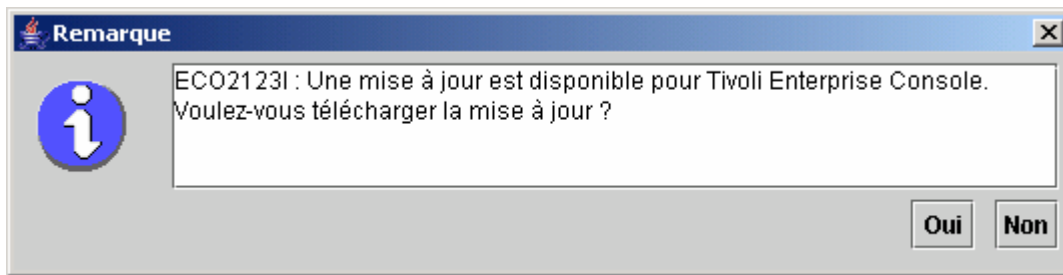 Remarque
ECO2123I : Une mise à jour est disponible pour Tivoli Enterprise Console.
Voulez-vous télécharger la mise à jour ?
Oui Non